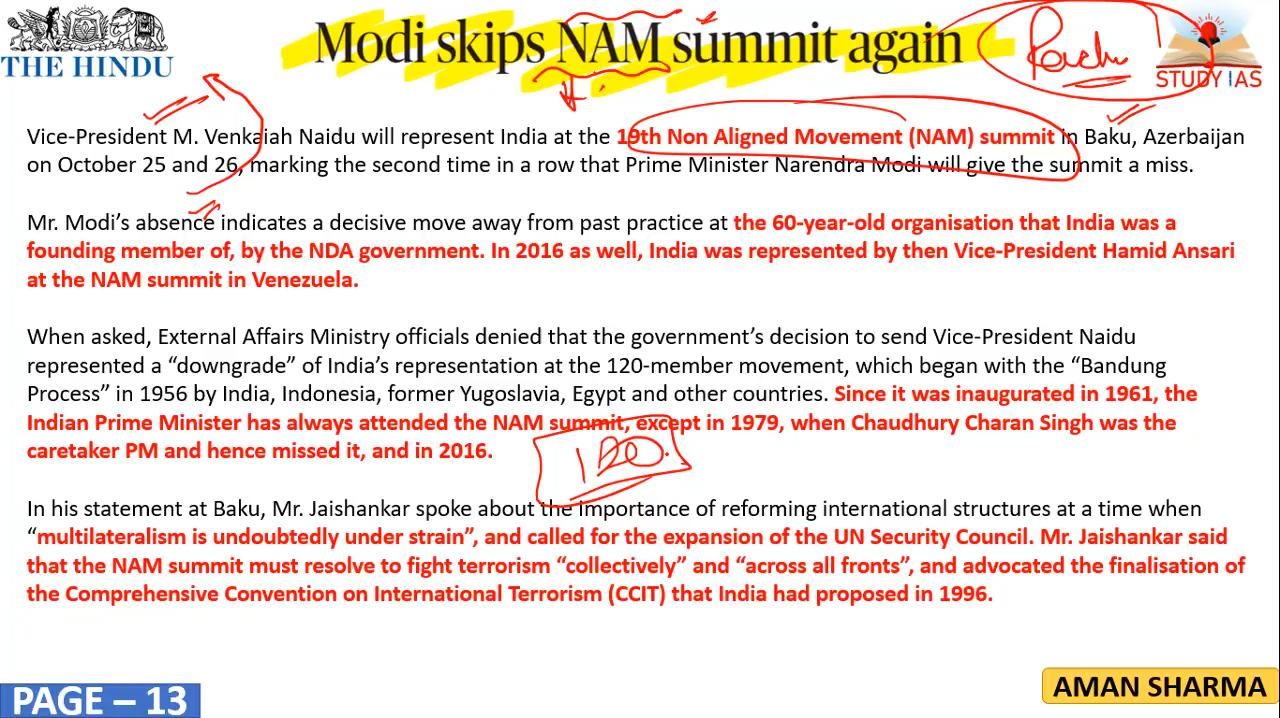 THE HINDU
Modi skips NAM summit again
STUDY IAS
Vice-President M. Venkaiah Naidu will represent India at the 19th Non Aligned Movement (NAM) summit in Baku, Azerbaijan
on October 25 and 26, marking the second time in a row that Prime Minister Narendra Modi will give the summit a miss.
Mr. Modi's absence indicates a decisive move away from past practice at the 60-year-old organisation that India was a
founding member of, by the NDA government. In 2016 as well, India was represented by then Vice-President Hamid Ansari
at the NAM summit in Venezuela.
When asked, External Affairs Ministry officials denied that the government's decision to send Vice-President Naidu
represented a “downgrade” of India's representation at the 120-member movement, which began with the “Bandung
Process” in 1956 by India, Indonesia, former Yugoslavia, Egypt and other countries. Since it was inaugurated in 1961, the
Indian Prime Minister has always attended the NAM summit, except in 1979, when Chaudhury Charan Singh was the
caretaker PM and hence missed it, and in 2016.
120
In his statement at Baku, Mr. Jaishankar spoke about the importance of reforming international structures at a time when
“multilateralism is undoubtedly under strain”, and called for the expansion of the UN Security Council. Mr. Jaishankar said
that the NAM summit must resolve to fight terrorism “collectively” and “across all fronts”, and advocated the finalisation of
the Comprehensive Convention on International Terrorism (CCIT) that India had proposed in 1996.
PAGE – 13
AMAN SHARMA